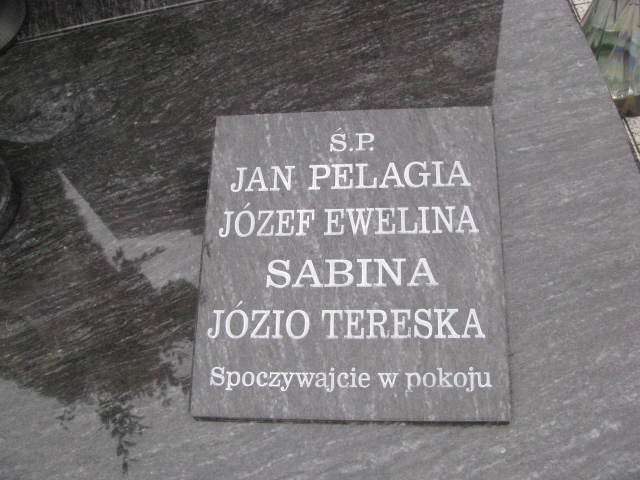 Ś.P.
JAN PELAGIA
JÓZEF EWELINA
SABINA
JÓZIO TERESKA
Spoczywajcie w pokoju